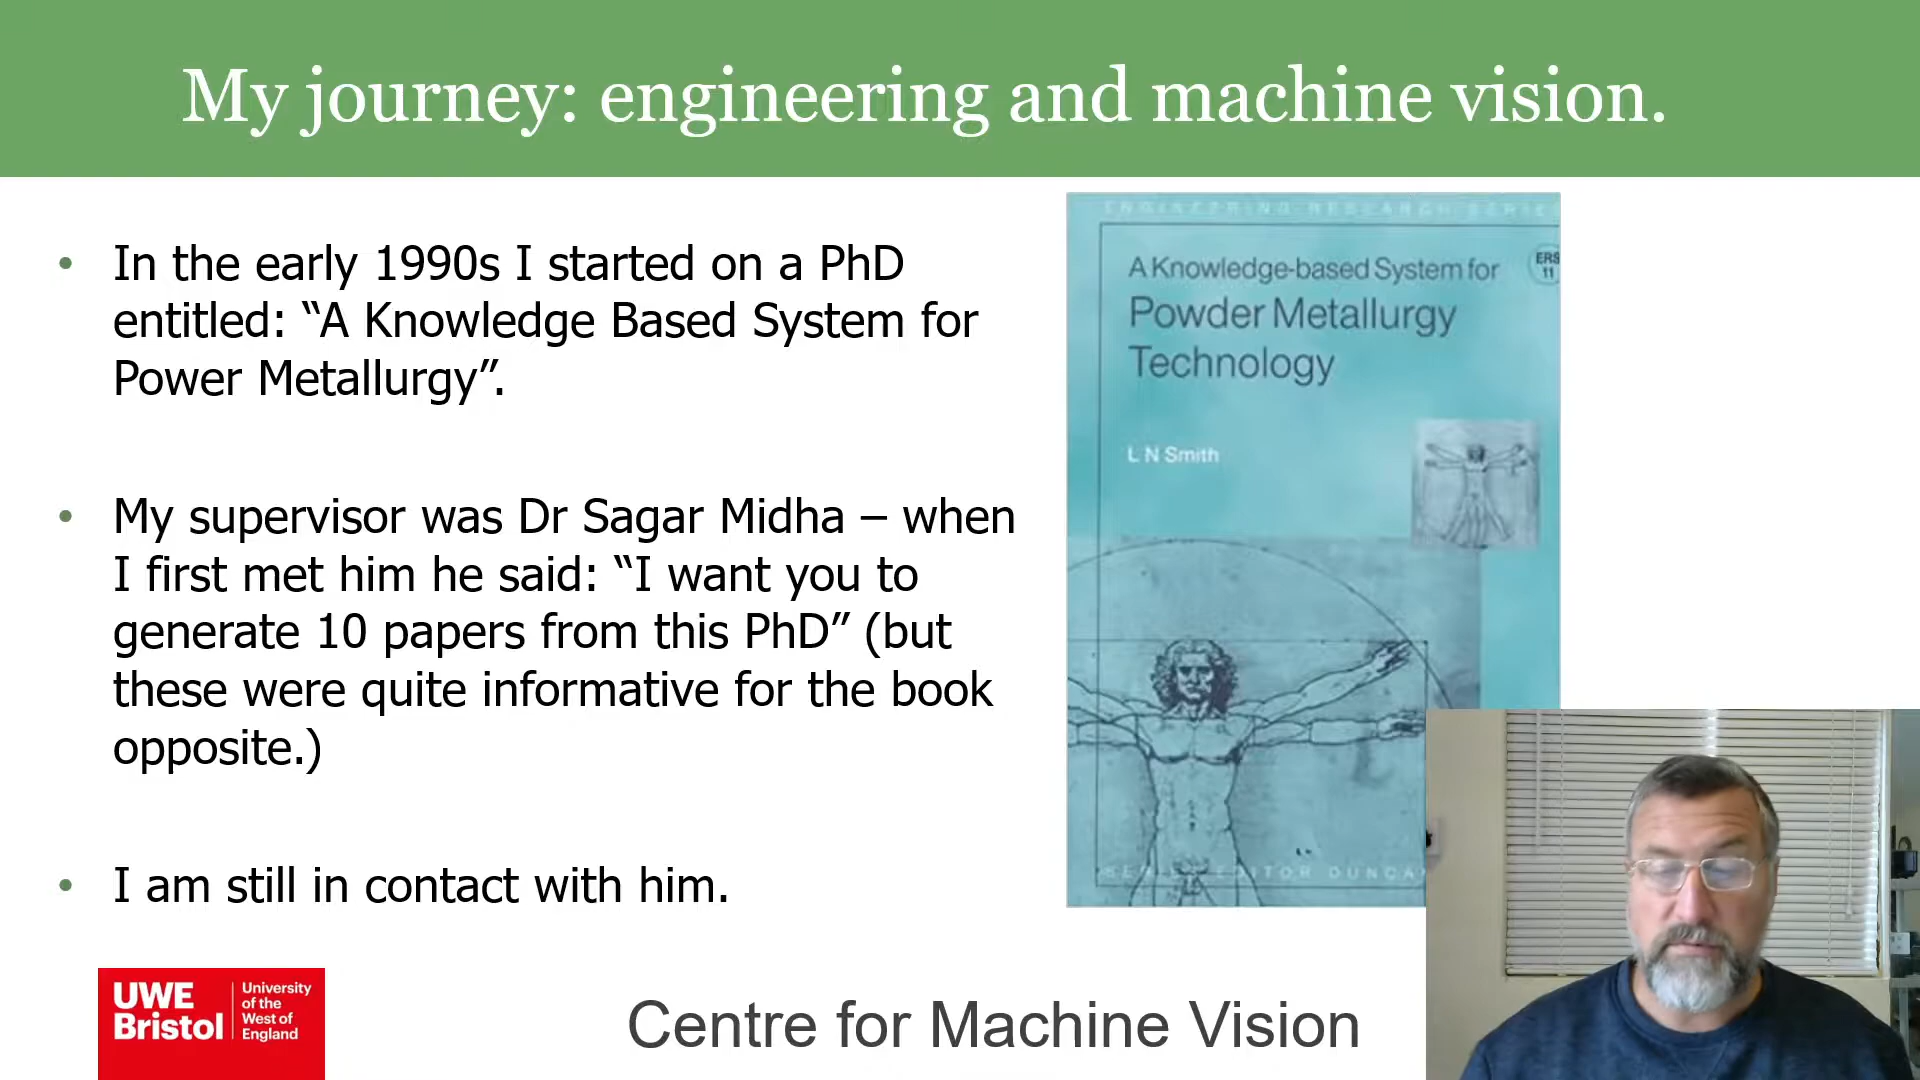 My journey: engineering and machine vision.
• In the early 1990s I started on a PhD
entitled: “A Knowledge Based System for
Power Metallurgy”.
• My supervisor was Dr Sagar Midha – when
I first met him he said: “I want you to
generate 10 papers from this PhD” (but
these were quite informative for the book
opposite.)
• I am still in contact with him.
ENGINEERING RESEARCH SERIES
ERS
11
A Knowledge-based System for
Powder Metallurgy
Technology
L N Smith
SERIES EDITOR DUNCA
UWE
Bristol
University
of the
West of
England
Centre for Machine Vision